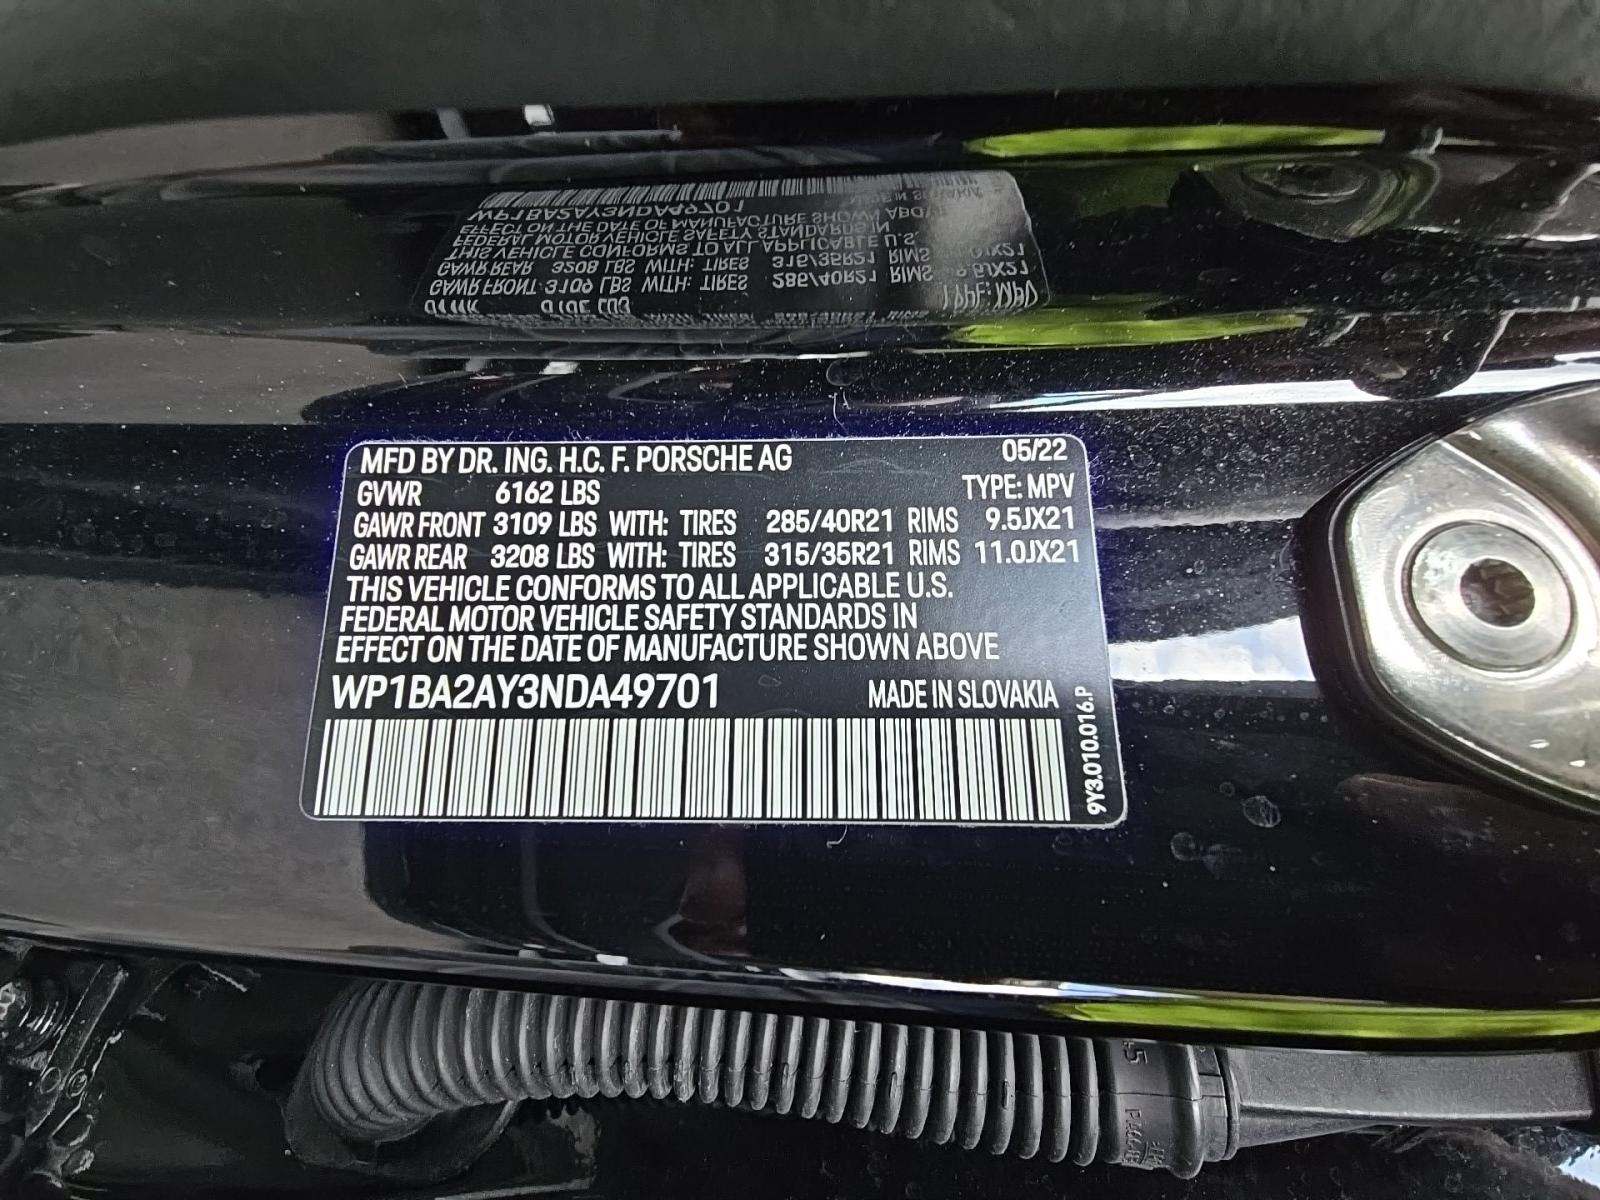 MFD BY DR. ING. H.C. F. PORSCHE AG 05/22
GVWR 6162 LBS TYPE: MPV
GAWR FRONT 3109 LBS WITH: TIRES 285/40R21 RIMS 9.5JX21
GAWR REAR 3208 LBS WITH: TIRES 315/35R21 RIMS 11.0JX21
THIS VEHICLE CONFORMS TO ALL APPLICABLE U.S.
FEDERAL MOTOR VEHICLE SAFETY STANDARDS IN
EFFECT ON THE DATE OF MANUFACTURE SHOWN ABOVE
WP1BA2AY3NDA49701 MADE IN SLOVAKIA
9Y3.010.016.P